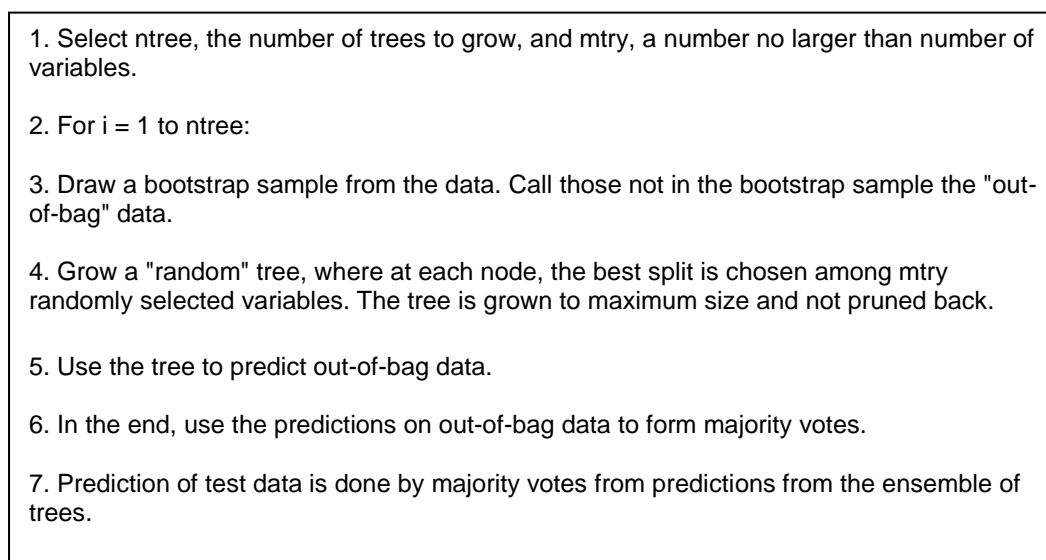 1. Select ntree, the number of trees to grow, and mtry, a number no larger than number of
variables.
2. For i = 1 to ntree:
3. Draw a bootstrap sample from the data. Call those not in the bootstrap sample the "out-
of-bag" data.
4. Grow a "random" tree, where at each node, the best split is chosen among mtry
randomly selected variables. The tree is grown to maximum size and not pruned back.
5. Use the tree to predict out-of-bag data.
6. In the end, use the predictions on out-of-bag data to form majority votes.
7. Prediction of test data is done by majority votes from predictions from the ensemble of
trees.